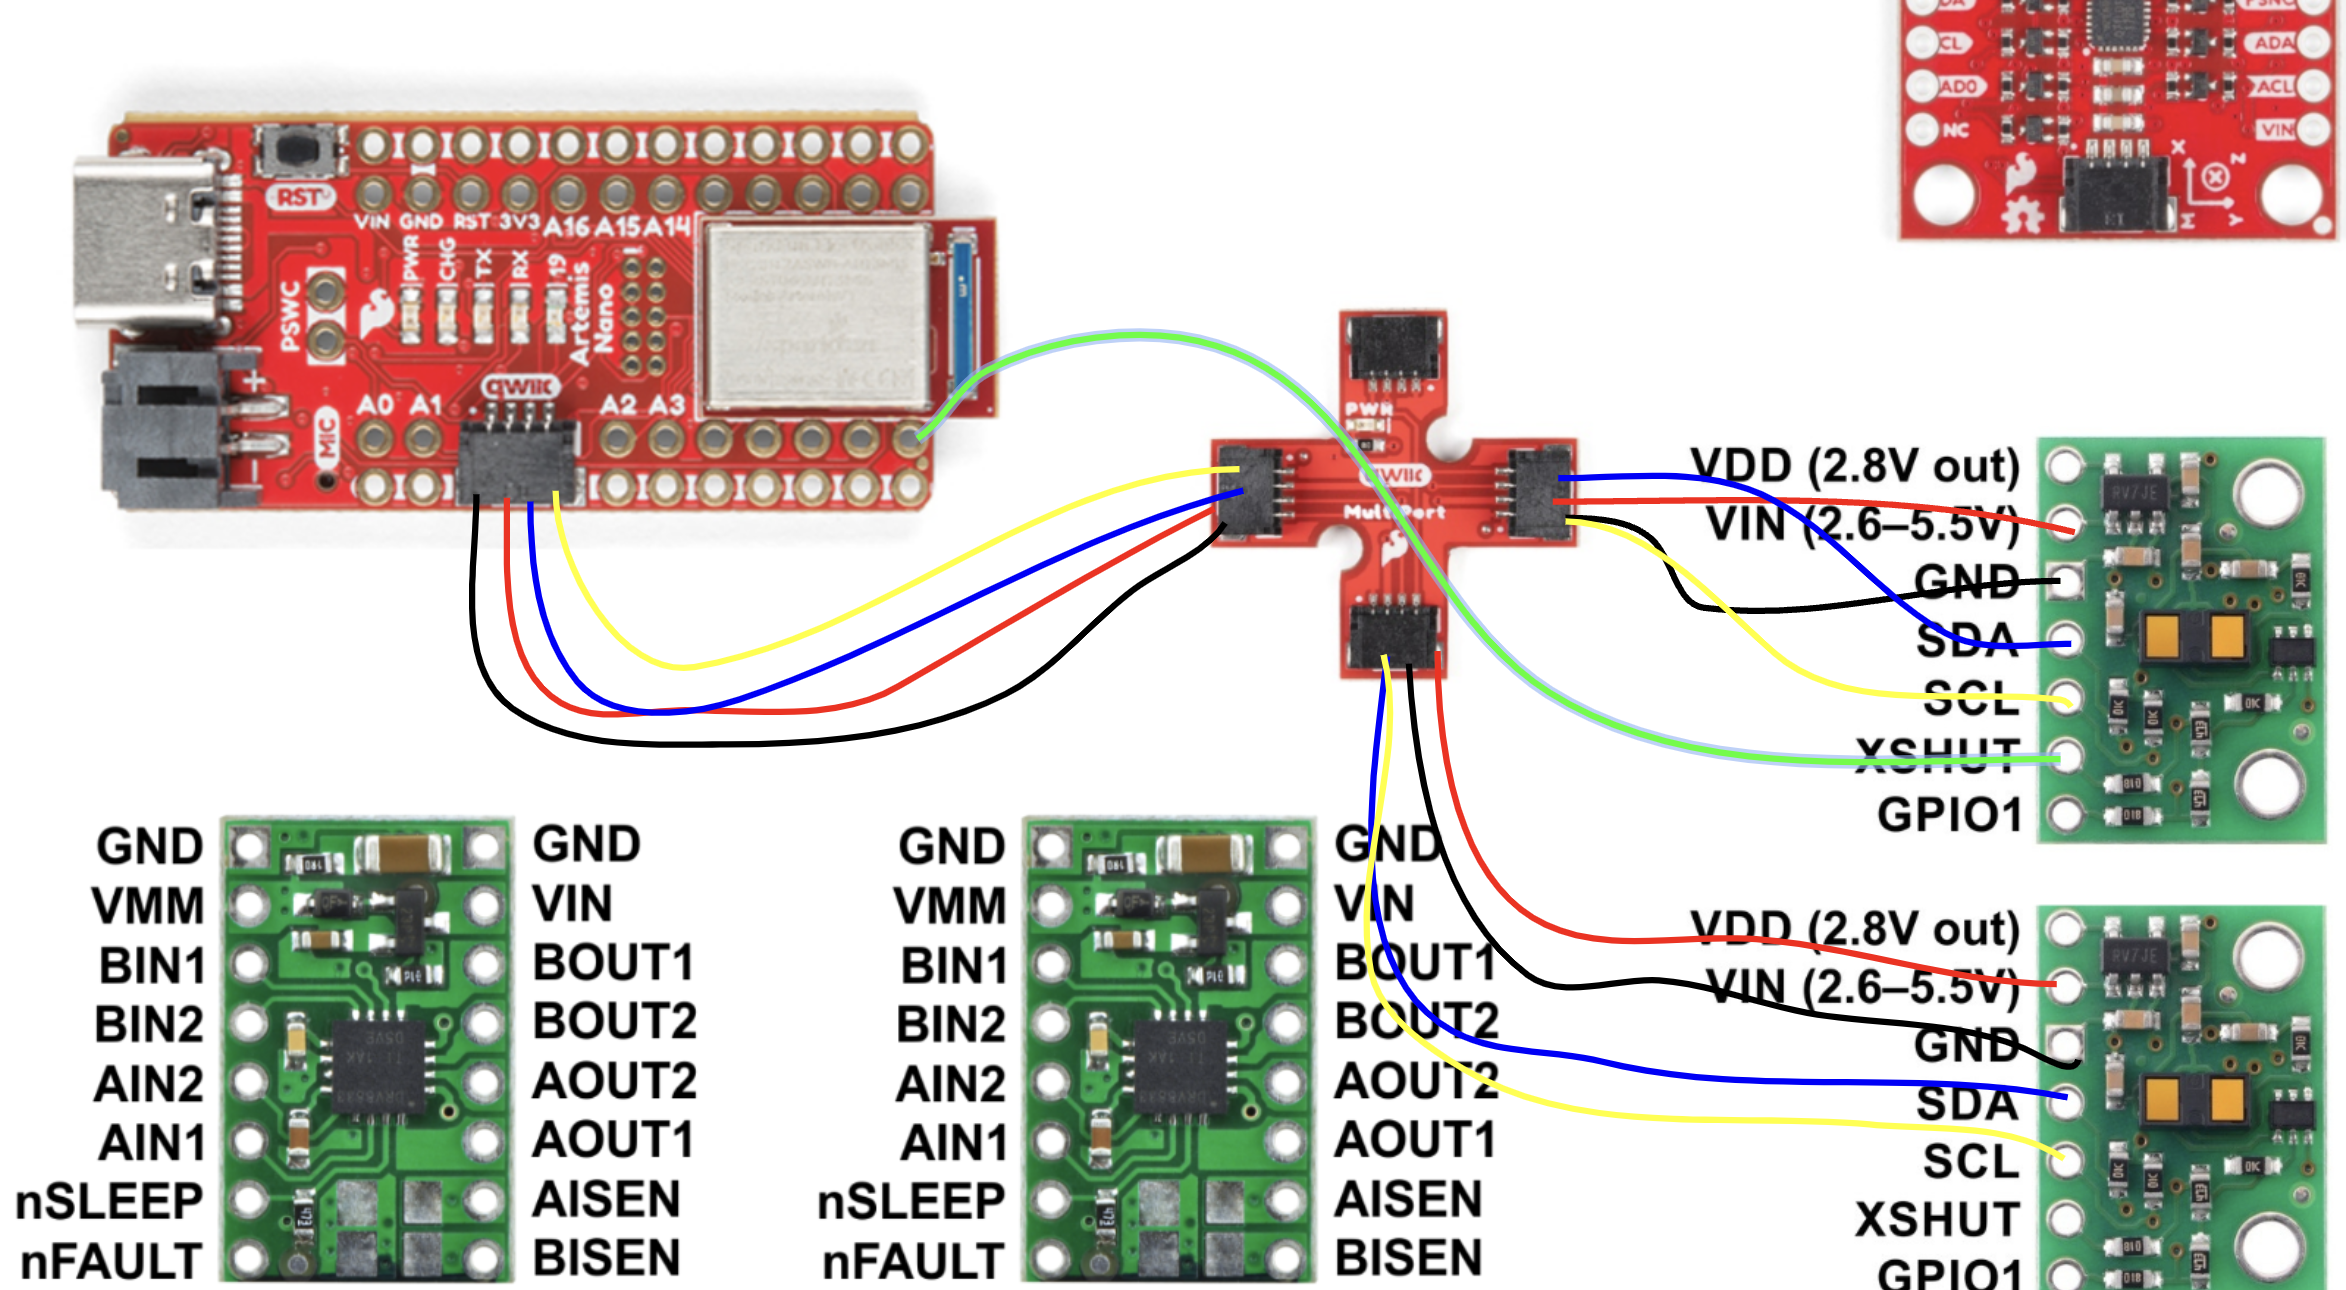 DA
PSNC
CL
ADA
AD0
ACL
NC
VIN
X
Z
Y
RST
VIN GND RST 3V3 A16 A15 A14
PWR
CHG
TX
RX
19
Artemis
Nano
PSWC
+
-
MIC
qwiic
A0 A1 A2 A3
PWR
qwiic
MultiPort
VDD (2.8V out)
VIN (2.6–5.5V)
GND
SDA
SCL
XSHUT
GPIO1
GND
VMM
BIN1
BIN2
AIN2
AIN1
nSLEEP
nFAULT
GND
VIN
BOUT1
BOUT2
AOUT2
AOUT1
AISEN
BISEN
GND
VMM
BIN1
BIN2
AIN2
AIN1
nSLEEP
nFAULT
GND
VIN
BOUT1
BOUT2
AOUT2
AOUT1
AISEN
BISEN
VDD (2.8V out)
VIN (2.6–5.5V)
GND
SDA
SCL
XSHUT
GPIO1